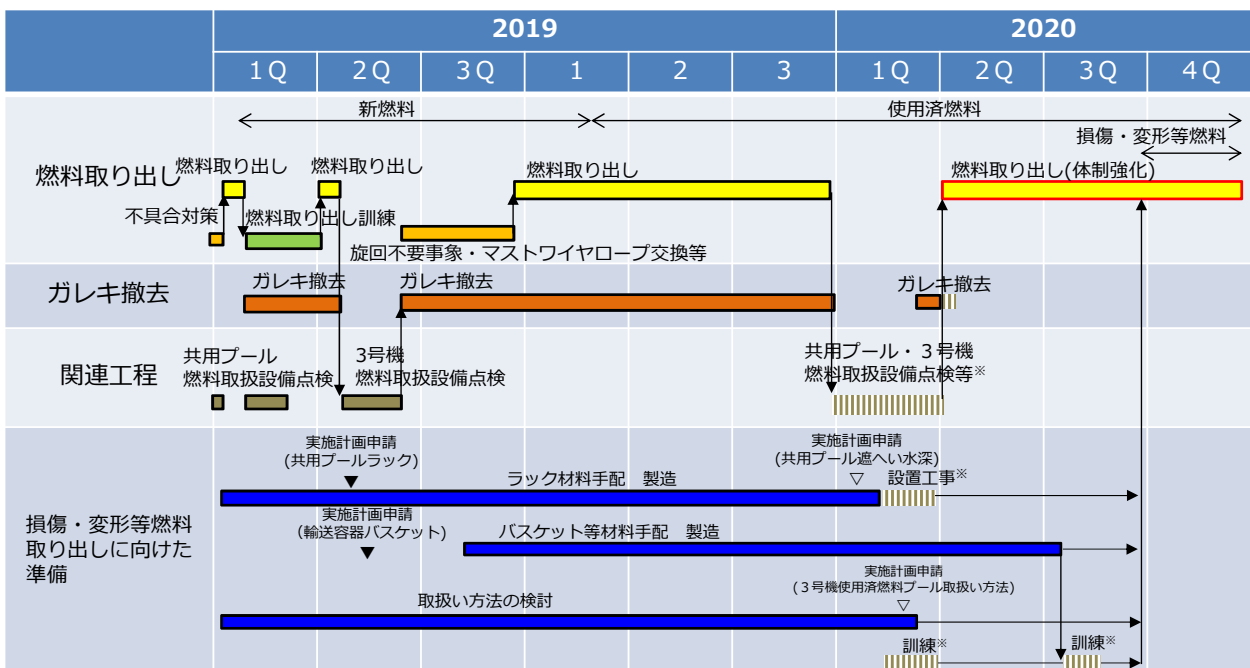 2019
2020
1Q
2Q
3Q
1
2
3
1Q
2Q
3Q
4Q
新燃料
使用済燃料
損傷・変形等燃料
燃料取り出し
燃料取り出し
燃料取り出し
燃料取り出し
燃料取り出し(体制強化)
不具合対策
燃料取り出し訓練
旋回不要事象・マストワイヤロープ交換等
ガレキ撤去
ガレキ撤去
ガレキ撤去
ガレキ撤去
関連工程
共用プール
燃料取扱設備点検
3号機
燃料取扱設備点検
共用プール・３号機
燃料取扱設備点検等※
損傷・変形等燃料
取り出しに向けた
準備
実施計画申請
(共用プールラック)
▼
実施計画申請
(共用プール遮へい水深)
▽
ラック材料手配　製造
設置工事※
実施計画申請
(輸送容器バスケット)
▼
バスケット等材料手配　製造
実施計画申請
(３号機使用済燃料プール取扱い方法)
▽
取扱い方法の検討
訓練※
訓練※